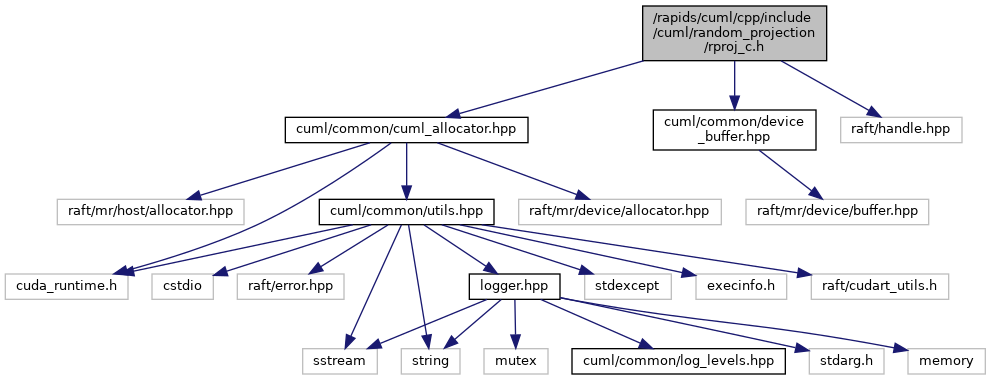 /rapids/cuml/cpp/include
/cuml/random_projection
/rproj_c.h
cuml/common/cuml_allocator.hpp
cuml/common/device
_buffer.hpp
raft/handle.hpp
raft/mr/host/allocator.hpp
cuml/common/utils.hpp
raft/mr/device/allocator.hpp
raft/mr/device/buffer.hpp
cuda_runtime.h
cstdio
raft/error.hpp
logger.hpp
stdexcept
execinfo.h
raft/cudart_utils.h
sstream
string
mutex
cuml/common/log_levels.hpp
stdarg.h
memory